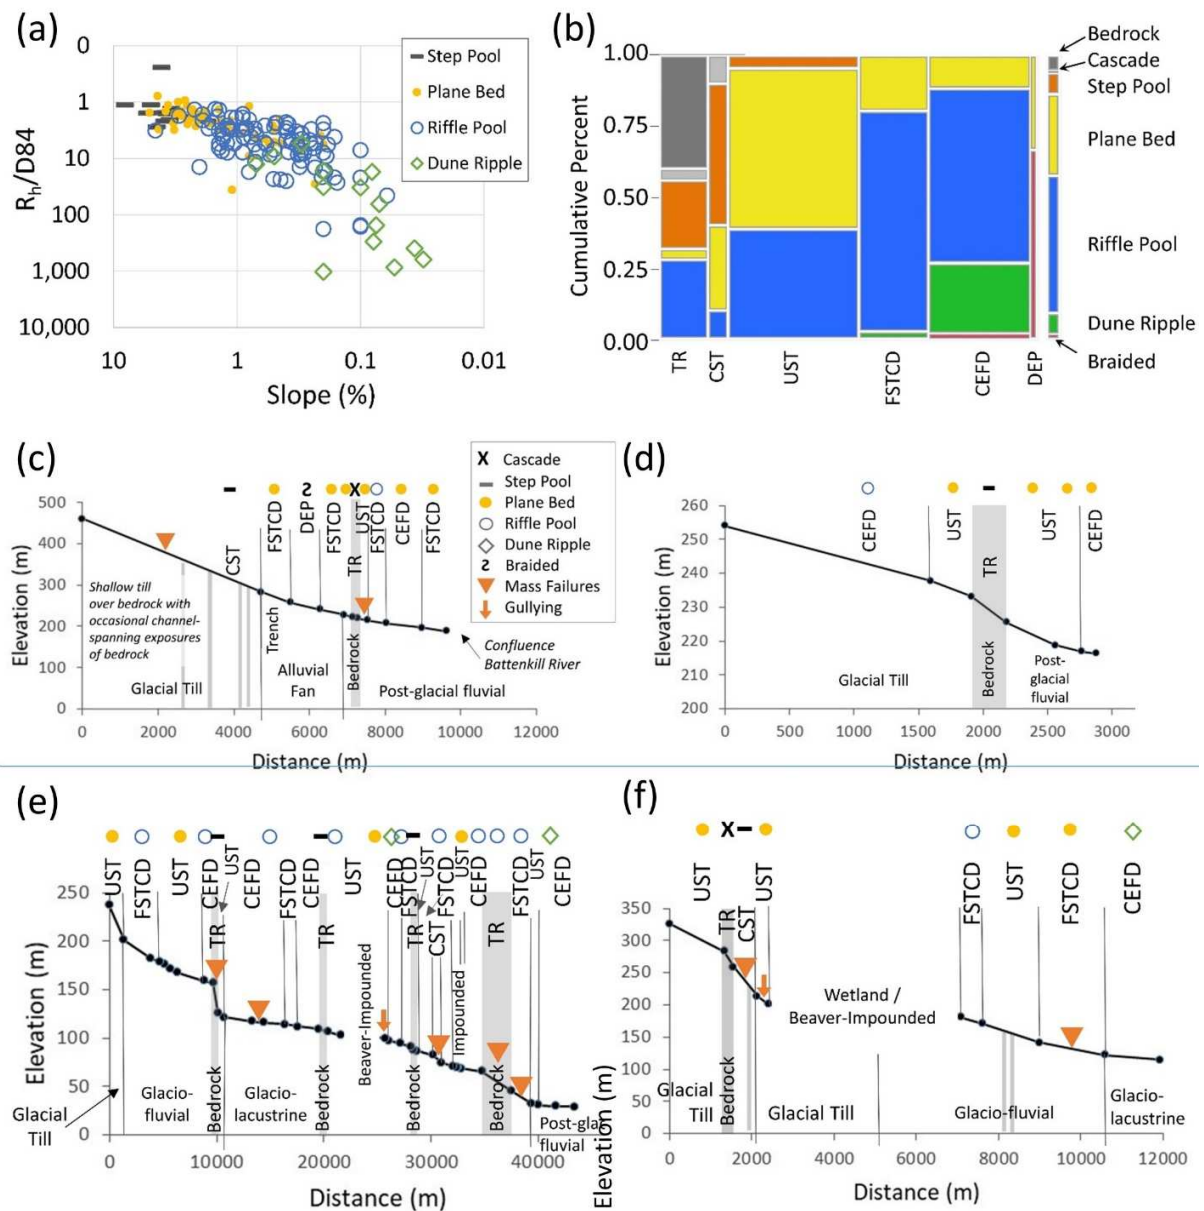 (a)
0
1
10
100
1,000
10,000
Rh/D84
10
1
0.1
0.01
Slope (%)
Step Pool
Plane Bed
Riffle Pool
Dune Ripple
(b)
1.00
0.75
0.50
0.25
0.00
Cumulative Percent
TR
CST
UST
FSTCD
CEFD
DEP
Bedrock
Cascade
Step Pool
Plane Bed
Riffle Pool
Dune Ripple
Braided
(c)
500
400
300
200
100
0
Elevation (m)
CST
FSTCD
DEP
FSTCD
TR
UST
FSTCD
CEFD
FSTCD
Shallow till
over bedrock with
occasional channel-
spanning exposures
of bedrock
Glacial Till
Trench
Alluvial
Fan
Bedrock
Post-glacial fluvial
Confluence
Battenkill River
0
2000
4000
6000
8000
10000
12000
Distance (m)
X Cascade
Step Pool
Plane Bed
Riffle Pool
Dune Ripple
Braided
Mass Failures
Gullying
(d)
260
250
240
230
220
210
200
Elevation (m)
CEFD
UST
TR
UST
CEFD
Glacial Till
Bedrock
Post-
glacial
fluvial
0
500
1000
1500
2000
2500
3000
Distance (m)
(e)
250
200
150
100
50
0
Elevation (m)
UST
FSTCD
UST
CEFD
TR
UST
CEFD
FSTCD
CEFD
TR
UST
CEFD
FSTCD
TR
UST
CST
FSTCD
FSTCD
UST
CEFD
TR
FSTCD
UST
CEFD
Glacial
Till
Glacio-
fluvial
Bedrock
Glacio-
lacustrine
Bedrock
Beaver-Impounded
Bedrock
Impounded
Bedrock
Post-glac
fluvial
0
10000
20000
30000
40000
Distance (m)
(f)
X
350
300
250
200
150
100
50
0
Elevation (m)
UST
TR
CST
UST
FSTCD
UST
FSTCD
CEFD
Glacial
Till
Bedrock
Glacial Till
Wetland /
Beaver-Impounded
Glacio-fluvial
Glacio-
lacustrine
0
2000
4000
6000
8000
10000
12000
Distance (m)